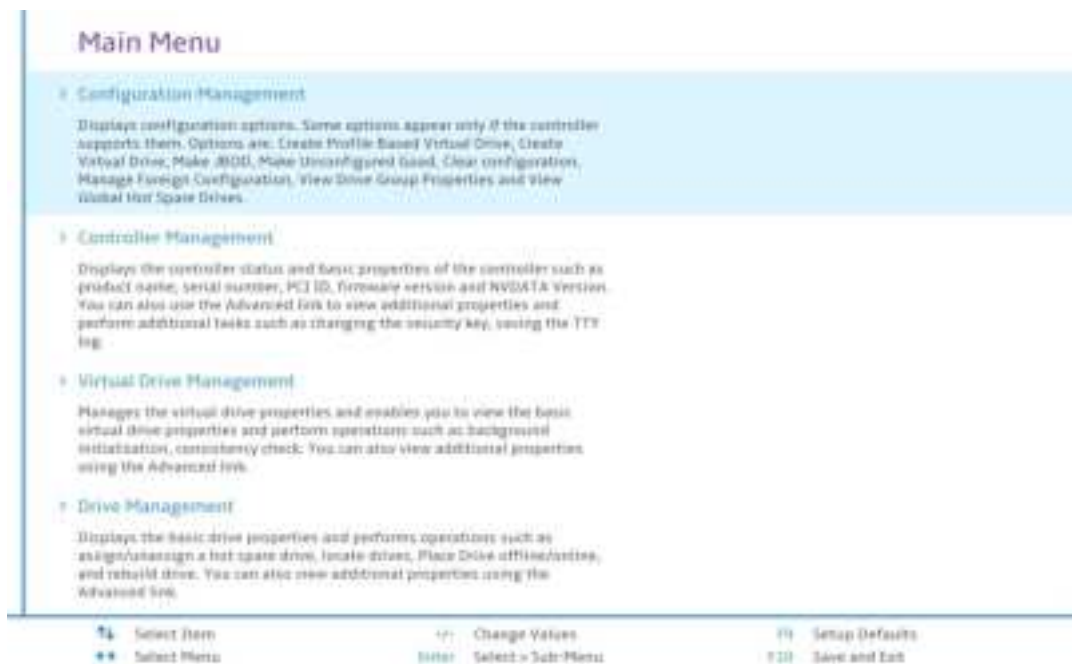 Main Menu
Configuration Management
Displays configuration options. Some options appear only if the controller
supports them. Options are. Create Profile Based Virtual Drive, Create
Virtual Drive, Make JBOD, Make Unconfigured Good, Clear configuration,
Manage Foreign Configuration, View Drive Group Properties and View
Global Hot Spare Drives.
Controller Management
Displays the controller status and basic properties of the controller such as
product name, serial number, PCI ID, firmware version and NVDATA Version.
You can also use the Advanced link to view additional properties and
perform additional tasks such as changing the security key, saving the TTY
log.
Virtual Drive Management
Manages the virtual drive properties and enables you to view the basic
virtual drive properties and perform operations such as background
initialization, consistency check. You can also view additional properties
using the Advanced link.
Drive Management
Displays the basic drive properties and performs operations such as
assign/unassign a hot spare drive, locate drives, Place Drive offline/online,
and rebuild drive. You can also view additional properties using the
Advanced link.
Select Item +/- Change Values F9 Setup Defaults
Select Menu Enter Select > Sub-Menu F10 Save and Exit